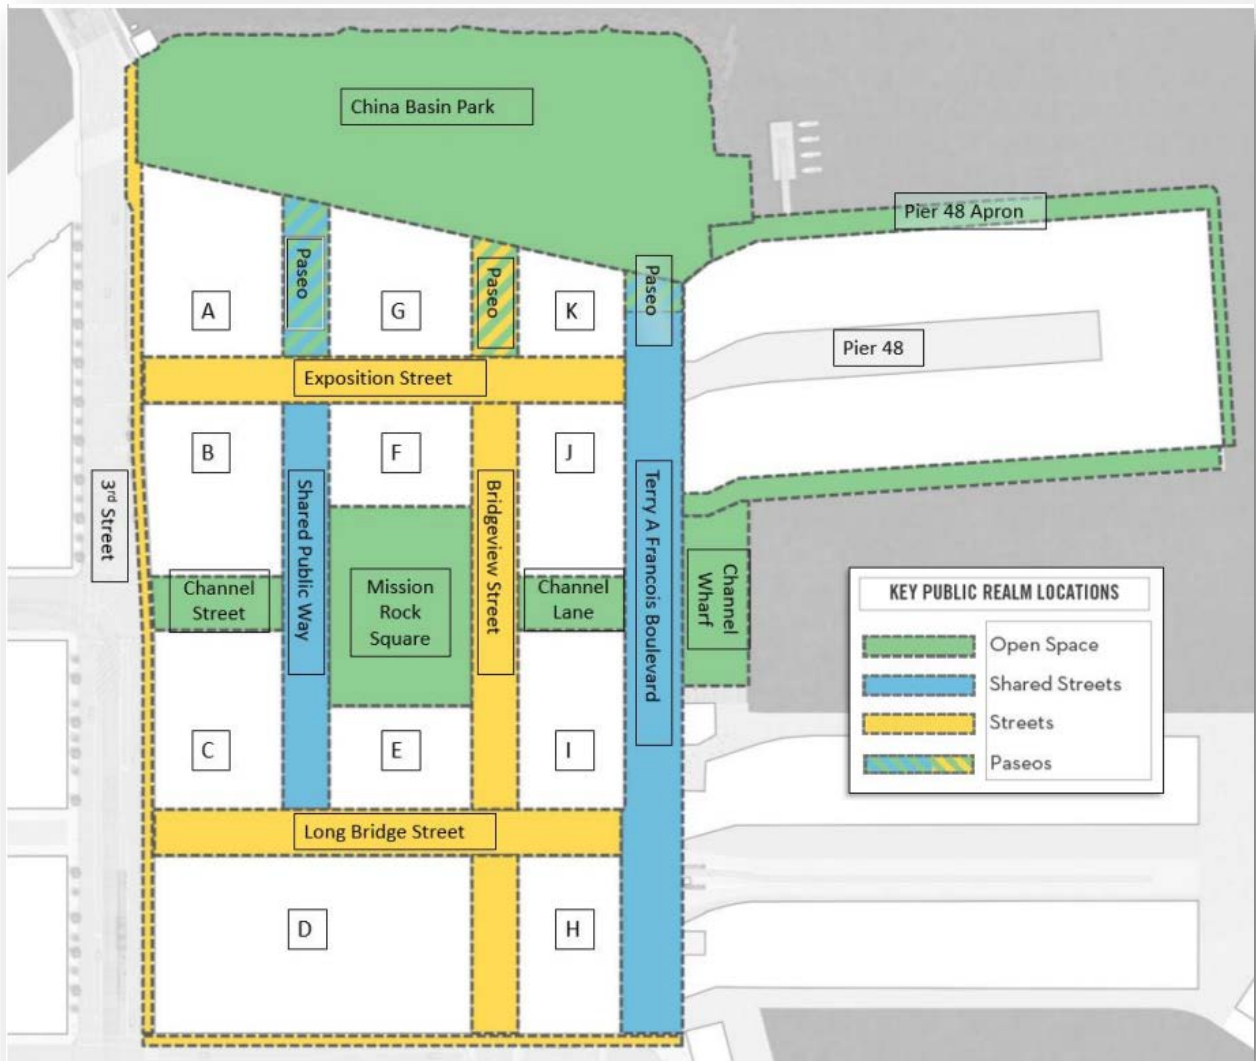 China Basin Park
Pier 48 Apron
Paseo
Paseo
Paseo
A
G
K
Pier 48
Exposition Street
B
F
J
3rd Street
Shared Public Way
Bridgeview Street
Terry A Francois Boulevard
Channel
Street
Mission
Rock
Square
Channel
Lane
Channel
Wharf
KEY PUBLIC REALM LOCATIONS
Open Space
Shared Streets
Streets
Paseos
C
E
I
Long Bridge Street
D
H